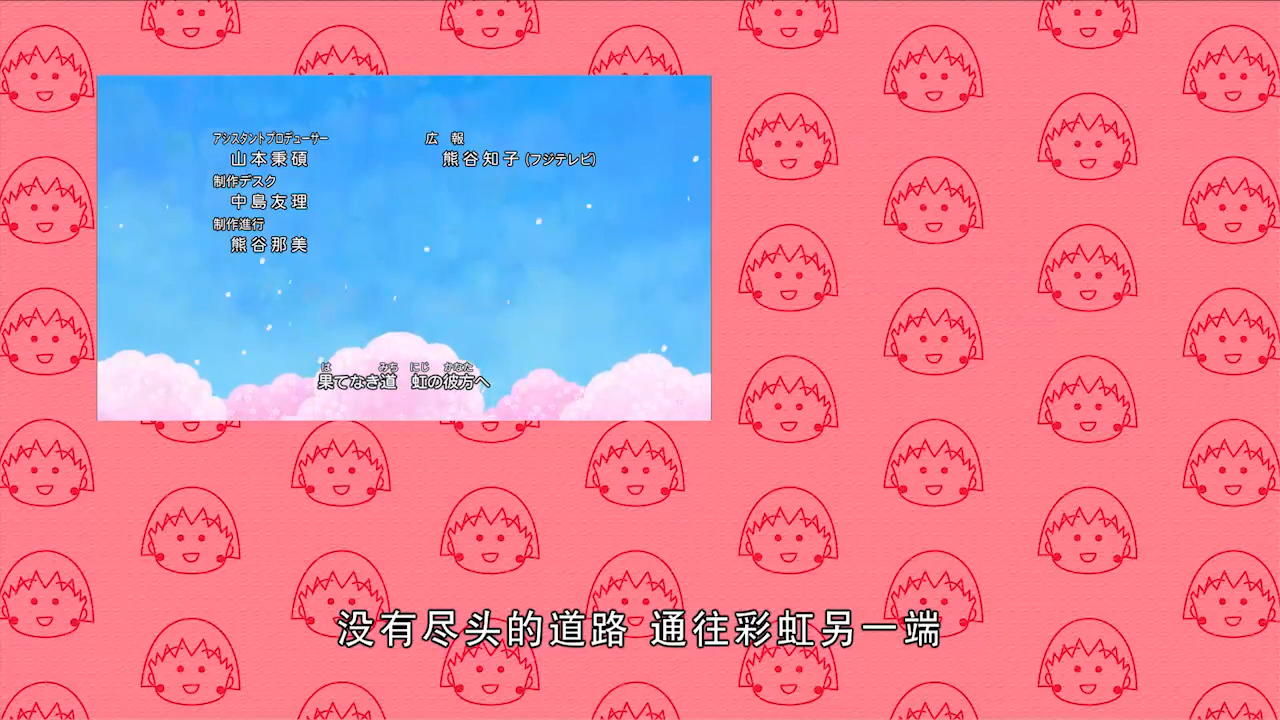 アシスタントプロデューサー
山本秉碩
制作デスク
中島友理
制作進行
熊谷那美
広 報
熊谷知子(フジテレビ)
は みち にじ かなた
果てなき道 虹の彼方へ
没有尽头的道路 通往彩虹另一端